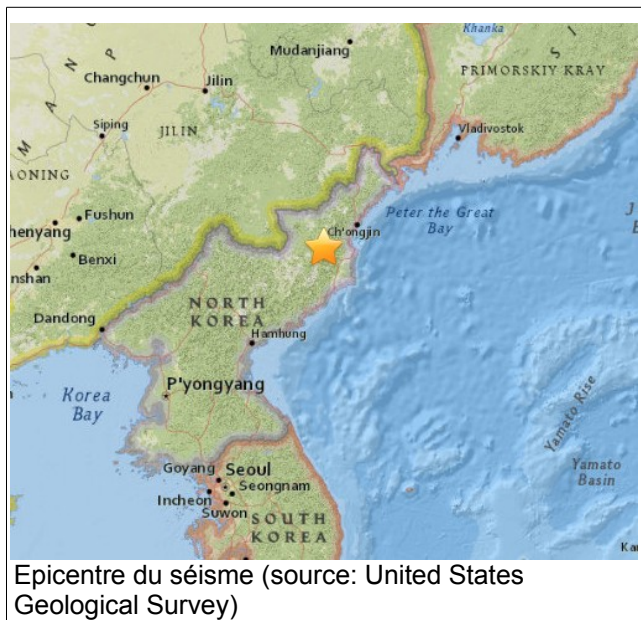 Khanka
Mudanjiang
S I
M A N P
Changchun
Jilin
PRIMORSKIY KRAY
Siping
JILIN
Vladivostok
AONING
Fushun
Peter the Great
Bay
J
henyang
Ch'ongjin
Benxi
nshan
NORTH
KOREA
Dandong
Hamhung
Korea
Bay
P'yongyang
Yamato Rise
Goyang
Seoul
Seongnam
Incheon
Suwon
Yamato
Basin
SOUTH
KOREA
Ka
Epicentre du séisme (source: United States
Geological Survey)